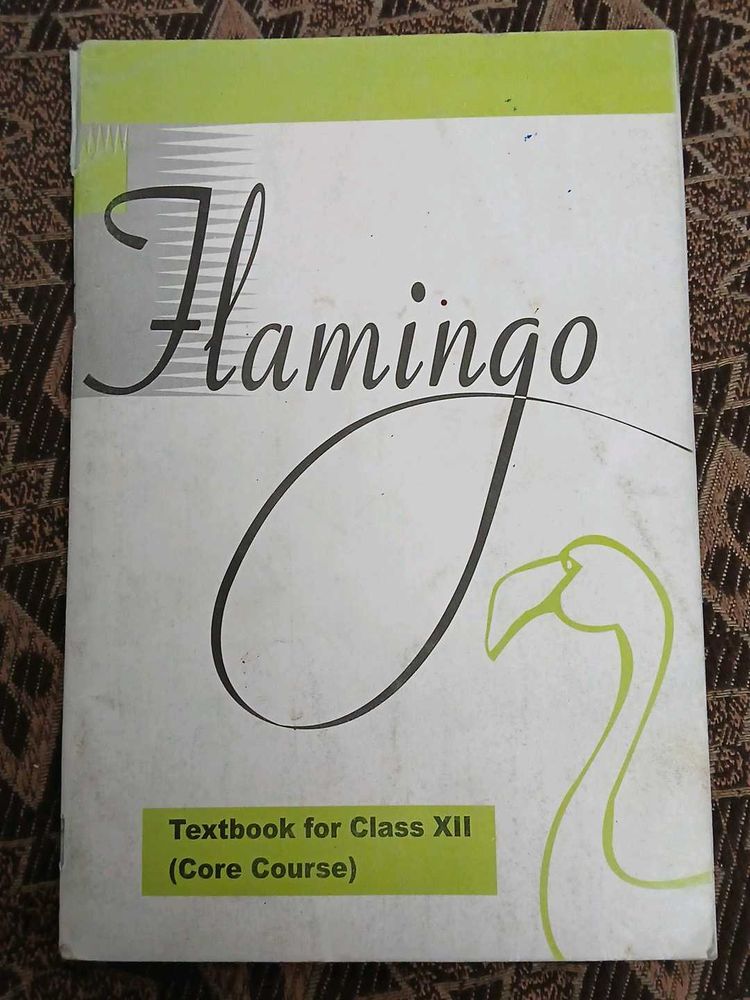 Flamingo
Textbook for Class XII
(Core Course)